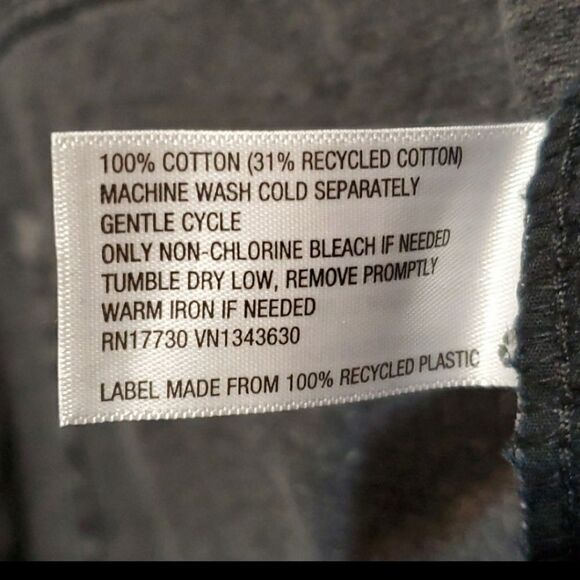 100% COTTON (31% RECYCLED COTTON)
MACHINE WASH COLD SEPARATELY
GENTLE CYCLE
ONLY NON-CHLORINE BLEACH IF NEEDED
TUMBLE DRY LOW, REMOVE PROMPTLY
WARM IRON IF NEEDED
RN17730 VN1343630
LABEL MADE FROM 100% RECYCLED PLASTIC